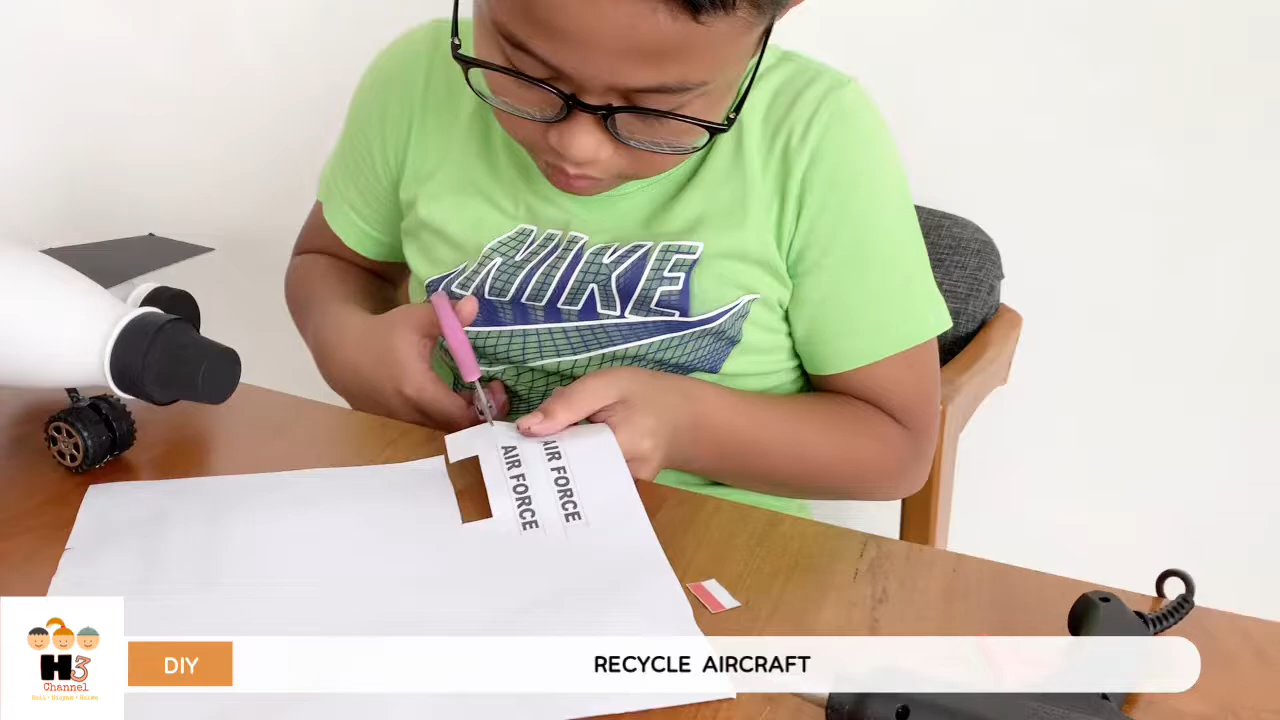 NIKE
AIR FORCE
AIR FORCE
H3
Channel
DIY
RECYCLE AIRCRAFT